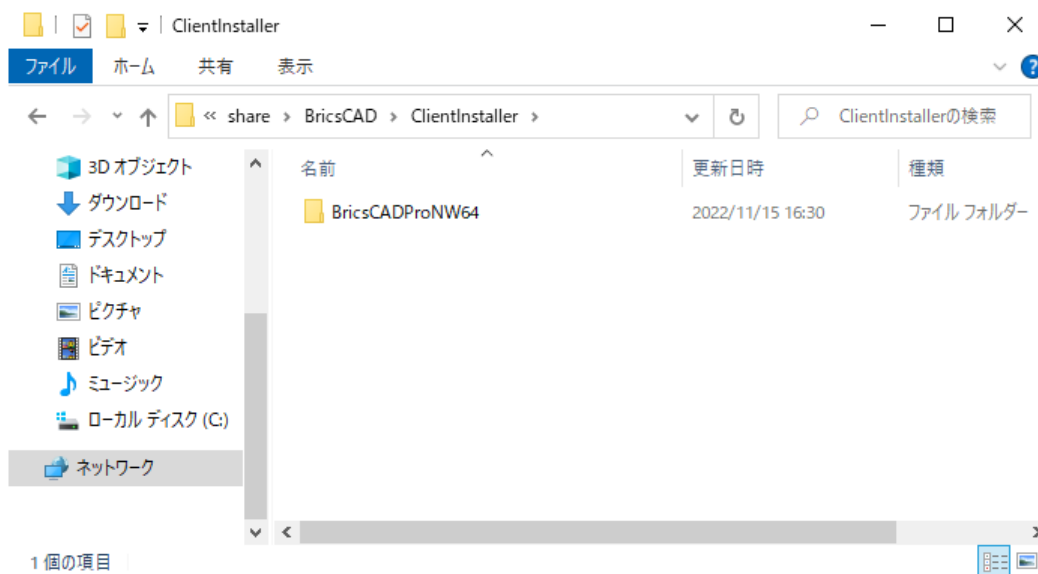 ClientInstaller
ファイル ホーム 共有 表示
« share › BricsCAD › ClientInstaller › ClientInstallerの検索
3D オブジェクト
ダウンロード
デスクトップ
ドキュメント
ピクチャ
ビデオ
ミュージック
ローカル ディスク (C:)
ネットワーク
名前 更新日時 種類
BricsCADProNW64 2022/11/15 16:30 ファイル フォルダー
1 個の項目